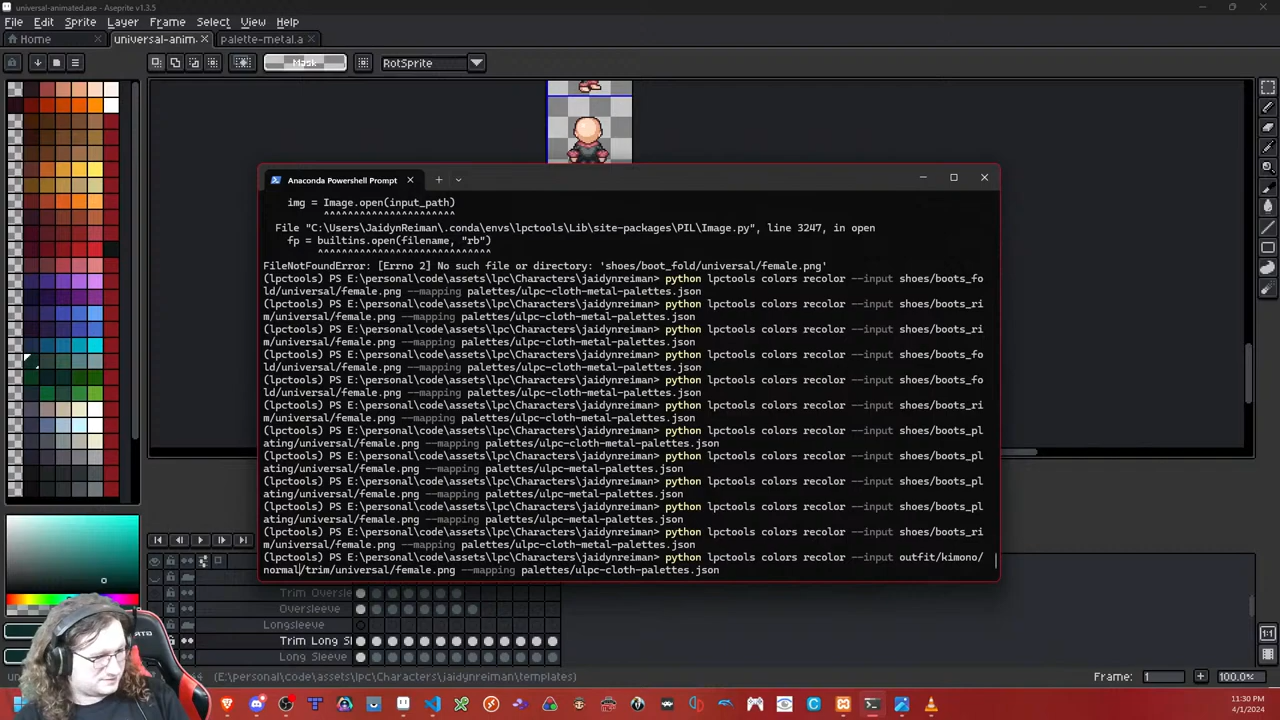 universal-animated.ase - Aseprite v1.3.5
File Edit Sprite Layer Frame Select View Help
Home universal-anim. palette-metal.a
Mask RotSprite
Anaconda Powershell Prompt
img = Image.open(input_path)
^^^^^^^^^^^^^^^^^^^^^^
File "C:\Users\JaidynReiman\.conda\envs\lpctools\Lib\site-packages\PIL\Image.py", line 3247, in open
fp = builtins.open(filename, "rb")
^^^^^^^^^^^^^^^^^^^^^^^^^^^^^
FileNotFoundError: [Errno 2] No such file or directory: 'shoes/boot_fold/universal/female.png'
(lpctools) PS E:\personal\code\assets\lpc\Characters\jaidynreiman> python lpctools colors recolor --input shoes/boots_fo
ld/universal/female.png --mapping palettes/ulpc-cloth-metal-palettes.json
(lpctools) PS E:\personal\code\assets\lpc\Characters\jaidynreiman> python lpctools colors recolor --input shoes/boots_ri
m/universal/female.png --mapping palettes/ulpc-cloth-metal-palettes.json
(lpctools) PS E:\personal\code\assets\lpc\Characters\jaidynreiman> python lpctools colors recolor --input shoes/boots_ri
m/universal/female.png --mapping palettes/ulpc-cloth-metal-palettes.json
(lpctools) PS E:\personal\code\assets\lpc\Characters\jaidynreiman> python lpctools colors recolor --input shoes/boots_fo
ld/universal/female.png --mapping palettes/ulpc-cloth-metal-palettes.json
(lpctools) PS E:\personal\code\assets\lpc\Characters\jaidynreiman> python lpctools colors recolor --input shoes/boots_fo
ld/universal/female.png --mapping palettes/ulpc-cloth-metal-palettes.json
(lpctools) PS E:\personal\code\assets\lpc\Characters\jaidynreiman> python lpctools colors recolor --input shoes/boots_ri
m/universal/female.png --mapping palettes/ulpc-cloth-metal-palettes.json
(lpctools) PS E:\personal\code\assets\lpc\Characters\jaidynreiman> python lpctools colors recolor --input shoes/boots_pl
ating/universal/female.png --mapping palettes/ulpc-cloth-metal-palettes.json
(lpctools) PS E:\personal\code\assets\lpc\Characters\jaidynreiman> python lpctools colors recolor --input shoes/boots_pl
ating/universal/female.png --mapping palettes/ulpc-metal-palettes.json
(lpctools) PS E:\personal\code\assets\lpc\Characters\jaidynreiman> python lpctools colors recolor --input shoes/boots_pl
ating/universal/female.png --mapping palettes/ulpc-metal-palettes.json
(lpctools) PS E:\personal\code\assets\lpc\Characters\jaidynreiman> python lpctools colors recolor --input shoes/boots_pl
ating/universal/female.png --mapping palettes/ulpc-metal-palettes.json
(lpctools) PS E:\personal\code\assets\lpc\Characters\jaidynreiman> python lpctools colors recolor --input shoes/boots_ri
m/universal/female.png --mapping palettes/ulpc-cloth-metal-palettes.json
(lpctools) PS E:\personal\code\assets\lpc\Characters\jaidynreiman> python lpctools colors recolor --input outfit/kimono/
normal/trim/universal/female.png --mapping palettes/ulpc-cloth-metal-palettes.json
Trim Overs
Oversleeve
Longsleeve
Trim Long Sl
Long Sleeve
(E:\personal\code\assets\lpc\Characters\jaidynreiman\templates)
Frame: 1 100.0%
1:1
11:30 PM
4/1/2024